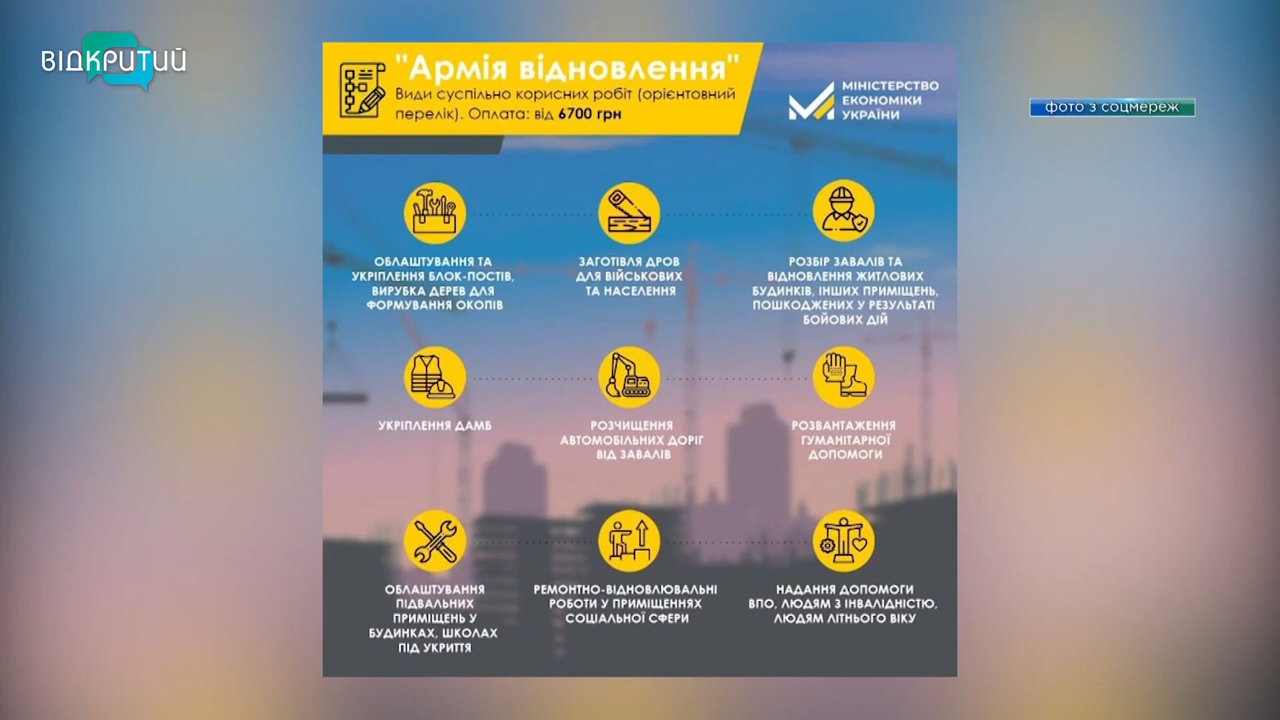 ВІДКРИТИЙ
"Армія відновлення"
Види суспільно корисних робіт (орієнтовний
перелік). Оплата: від 6700 грн
МІНІСТЕРСТВО
ЕКОНОМІКИ
УКРАЇНИ
фото з соцмереж
ОБЛАШТУВАННЯ ТА
УКРІПЛЕННЯ БЛОК-ПОСТІВ,
ВИРУБКА ДЕРЕВ ДЛЯ
ФОРМУВАННЯ ОКОПІВ
ЗАГОТІВЛЯ ДРОВ
ДЛЯ ВІЙСЬКОВИХ
ТА НАСЕЛЕННЯ
РОЗБІР ЗАВАЛІВ ТА
ВІДНОВЛЕННЯ ЖИТЛОВИХ
БУДИНКІВ, ІНШИХ ПРИМІЩЕНЬ,
ПОШКОДЖЕНИХ У РЕЗУЛЬТАТІ
БОЙОВИХ ДІЙ
УКРІПЛЕННЯ ДАМБ
РОЗЧИЩЕННЯ
АВТОМОБІЛЬНИХ ДОРІГ
ВІД ЗАВАЛІВ
РОЗВАНТАЖЕННЯ
ГУМАНІТАРНОЇ
ДОПОМОГИ
ОБЛАШТУВАННЯ
ПІДВАЛЬНИХ
ПРИМІЩЕНЬ У
БУДИНКАХ, ШКОЛАХ
ПІД УКРИТТЯ
РЕМОНТНО-ВІДНОВЛЮВАЛЬНІ
РОБОТИ У ПРИМІЩЕННЯХ
СОЦІАЛЬНОЇ СФЕРИ
НАДАННЯ ДОПОМОГИ
ВПО, ЛЮДЯМ З ІНВАЛІДНІСТЮ,
ЛЮДЯМ ЛІТНЬОГО ВІКУ